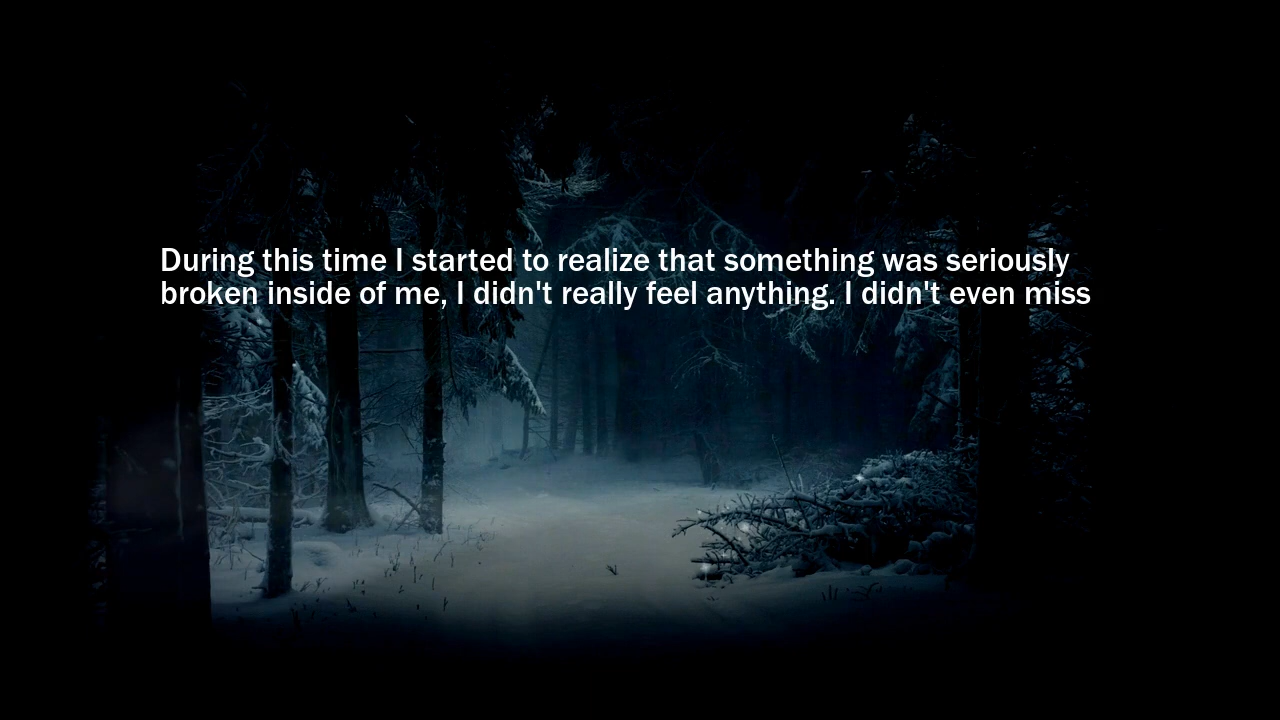 During this time I started to realize that something was seriously
broken inside of me, I didn't really feel anything. I didn't even miss